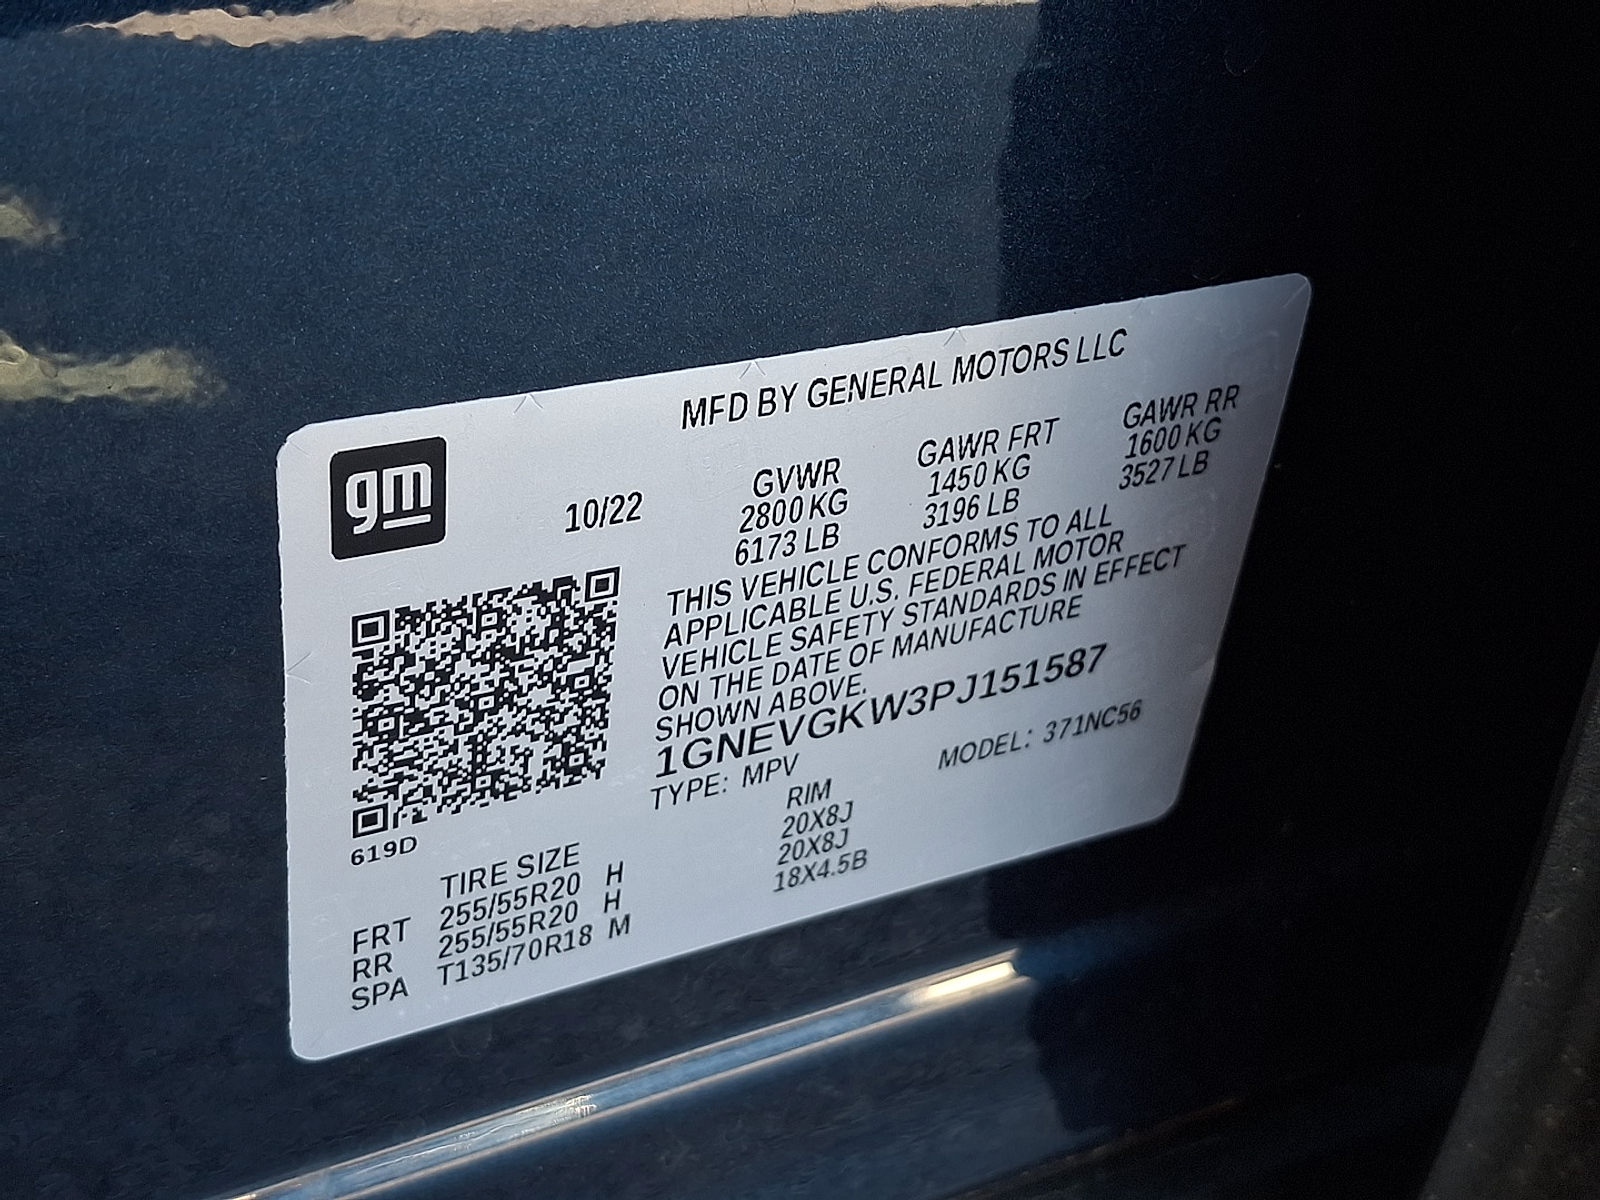 MFD BY GENERAL MOTORS LLC
gm
10/22
GVWR GAWR FRT GAWR RR
2800 KG 1450 KG 1600 KG
6173 LB 3196 LB 3527 LB
THIS VEHICLE CONFORMS TO ALL
APPLICABLE U.S. FEDERAL MOTOR
VEHICLE SAFETY STANDARDS IN EFFECT
ON THE DATE OF MANUFACTURE
SHOWN ABOVE.
1GNEVGKW3PJ151587
TYPE: MPV MODEL: 371NC56
619D
TIRE SIZE RIM
FRT 255/55R20 H 20X8J
RR 255/55R20 H 20X8J
SPA T135/70R18 M 18X4.5B